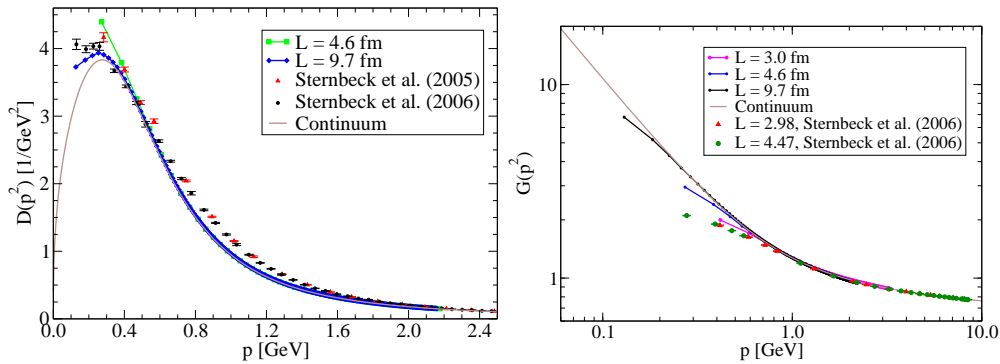 4
3
2
1
0
D(p²) [1/GeV²]
0.0
0.4
0.8
1.2
1.6
2.0
2.4
p [GeV]
L = 4.6 fm
L = 9.7 fm
Sternbeck et al. (2005)
Sternbeck et al. (2006)
Continuum
10
1
G(p²)
0.1
1.0
10.0
p [GeV]
L = 3.0 fm
L = 4.6 fm
L = 9.7 fm
Continuum
L = 2.98, Sternbeck et al. (2006)
L = 4.47, Sternbeck et al. (2006)